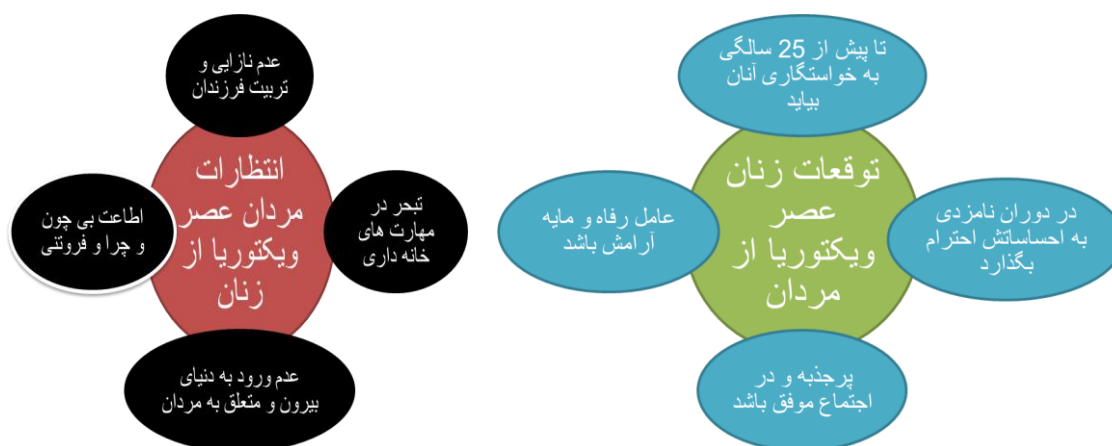 تا پیش از 25 سالگی
به خواستگاری آنان
بیاید
توقعات زنان
عصر
ویکتوریا از
مردان
در دوران نامزدی
به احساساتش احترام
بگذارد
عامل رفاه و مایه
آرامش باشد
پرجذبه و در
اجتماع موفق باشد
عدم نازایی و
تربیت فرزندان
انتظارات
مردان عصر
ویکتوریا از
زنان
تبحر در
مهارت های
خانه داری
اطاعت بی چون
و چرا و فروتنی
عدم ورود به دنیای
بیرون و متعلق به مردان